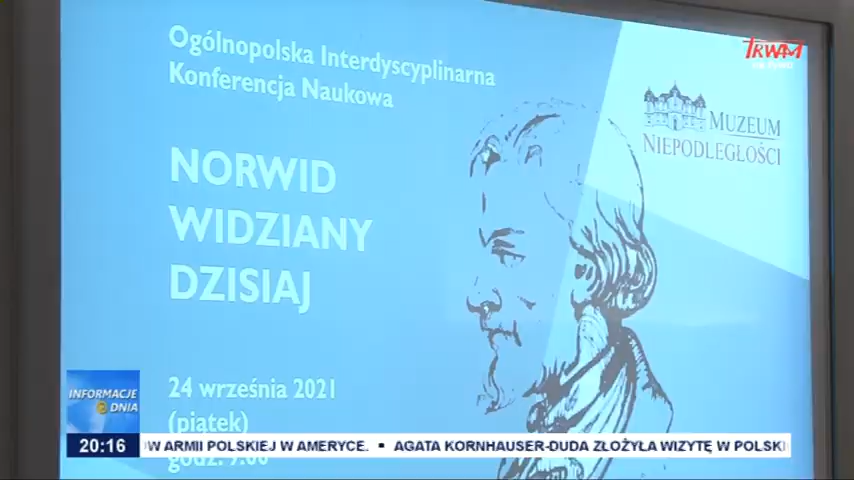 Ogólnopolska Interdyscyplinarna
Konferencja Naukowa
TRWAM
MUZEUM
NIEPODLEGŁOŚCI
NORWID
WIDZIANY
DZISIAJ
24 września 2021
(piątek)
INFORMACJE
DNIA
20:16
OW ARMII POLSKIEJ W AMERYCE. ▪ AGATA KORNHAUSER-DUDA ZŁOŻYŁA WIZYTĘ W POLSKI